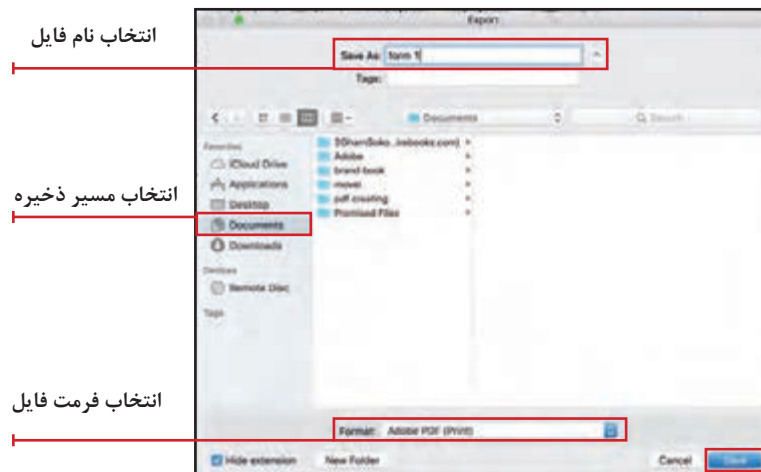 Export
انتخاب نام فایل
Save As: form 1
Tags:
Documents
Search
Favorites
iCloud Drive
Applications
Desktop
انتخاب مسیر ذخیره
Documents
Downloads
Devices
Remote Disc
Tags
Adobe
brand-book
pdf creating
Promised Files
انتخاب فرمت فایل
Format: Adobe PDF (Print)
Hide extension New Folder Cancel Save